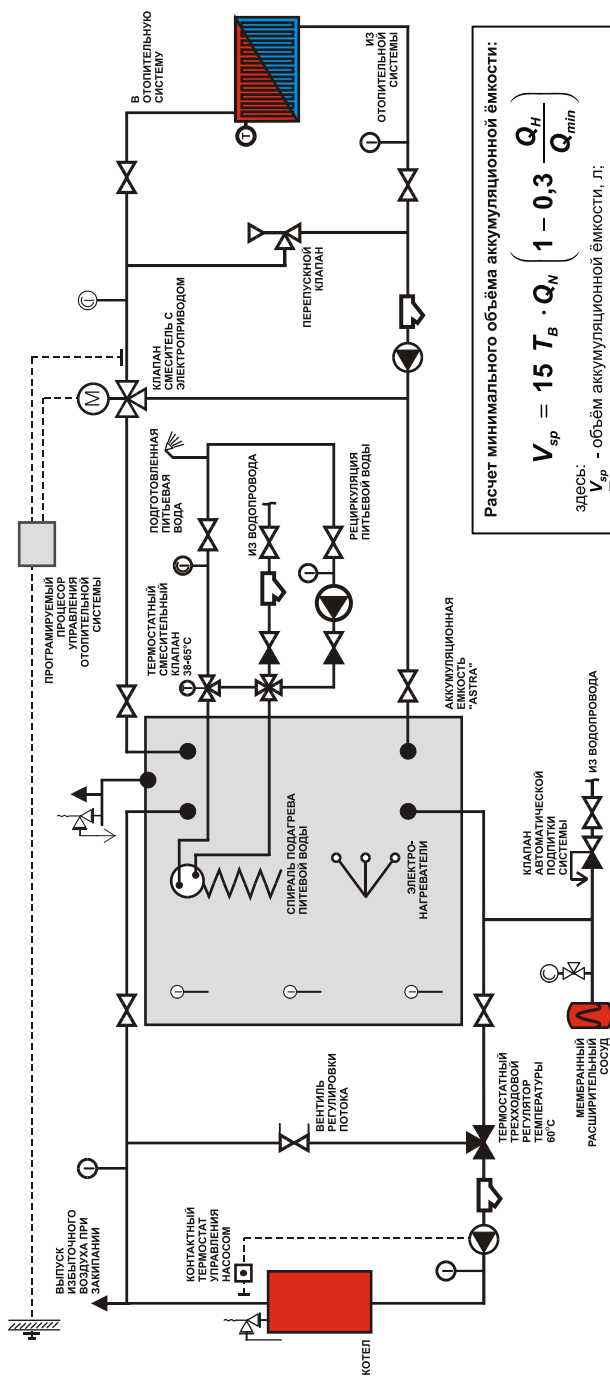 ВЫПУСК
ИЗБЫТОЧНОГО
ВОЗДУХА ПРИ
ЗАКИПАНИИ
ПРОГРАМИРУЕМЫЙ
ПРОЦЕСОР
УПРАВЛЕНИЯ
ОТОПИТЕЛЬНОЙ
СИСТЕМЫ
M
C
В
ОТОПИТЕЛЬНУЮ
СИСТЕМУ
КЛАПАН
СМЕСИТЕЛЬ С
ЭЛЕКТРОПРИВОДОМ
T
КОНТАКТНЫЙ
ТЕРМОСТАТ
УПРАВЛЕНИЯ
НАСОСОМ
ТЕРМОСТАТНЫЙ
СМЕСИТЕЛЬНЫЙ
КЛАПАН
38-65°C
T
C
ПОДГОТОВЛЕННАЯ
ПИТЬЕВАЯ
ВОДА
ИЗ ВОДОПРОВОДА
ПЕРЕПУСКНОЙ
КЛАПАН
ВЕНТИЛЬ
РЕГУЛИРОВКИ
ПОТОКА
СПИРАЛЬ ПОДАГРЕВА
ПИТЕВОЙ ВОДЫ
РЕЦИРКУЛЯЦИЯ
ПИТЬЕВОЙ ВОДЫ
ИЗ
ОТОПИТЕЛЬНОЙ
СИСТЕМЫ
КОТЕЛ
ЭЛЕКТРО-
НАГРЕВАТЕЛИ
АККУМУЛЯЦИОННАЯ
ЕМКОСТЬ
"ASTRA"
ТЕРМОСТАТНЫЙ
ТРЕХХОДОВОЙ
РЕГУЛЯТОР
ТЕМПЕРАТУРЫ
60°C
C
МЕМБРАННЫЙ
РАСШИРИТЕЛЬНЫЙ
СОСУД
КЛАПАН
АВТОМАТИЧЕСКОЙ
ПОДПИТКИ
СИСТЕМЫ
ИЗ ВОДОПРОВОДА
Расчет минимального объёма аккумуляционной ёмкости:
V_sp = 15 T_B · Q_N (1 – 0,3 Q_H / Q_min)
здесь:
V_sp - объём аккумуляционной ёмкости, л;